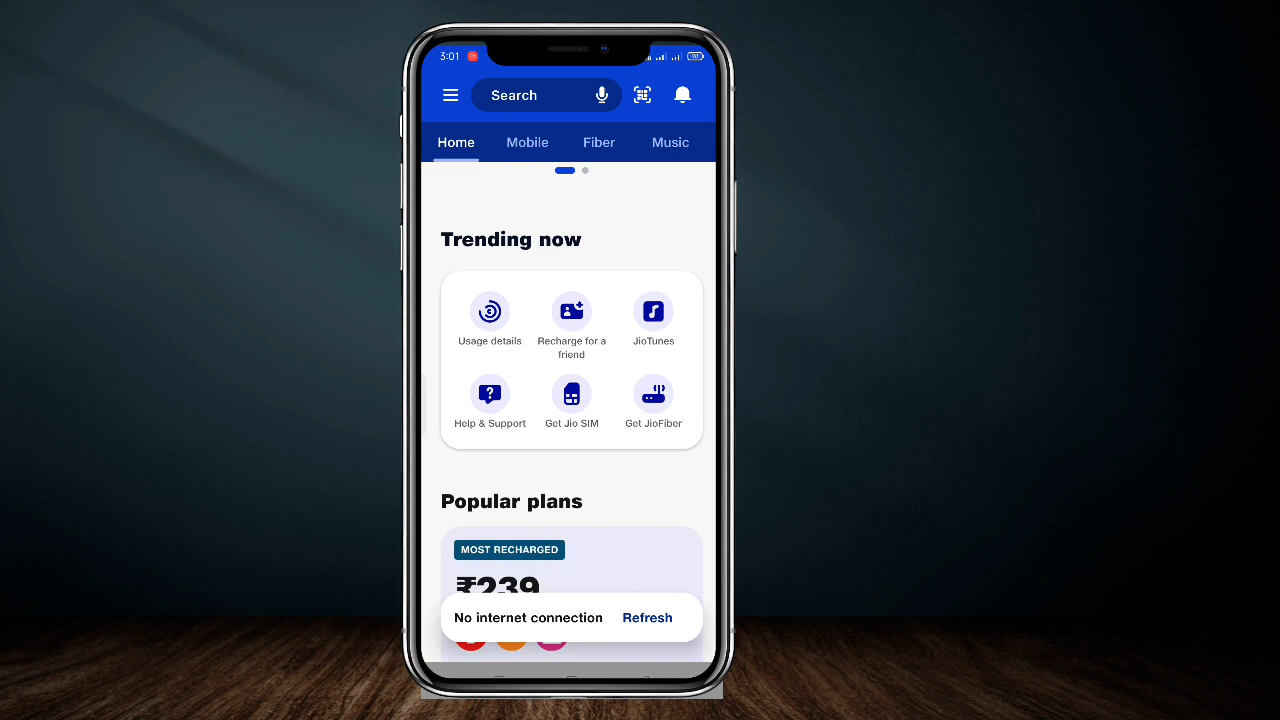 3:01
Search
Home Mobile Fiber Music
Trending now
Usage details Recharge for a friend JioTunes
Help & Support Get Jio SIM Get JioFiber
Popular plans
MOST RECHARGED
₹239
No internet connection Refresh